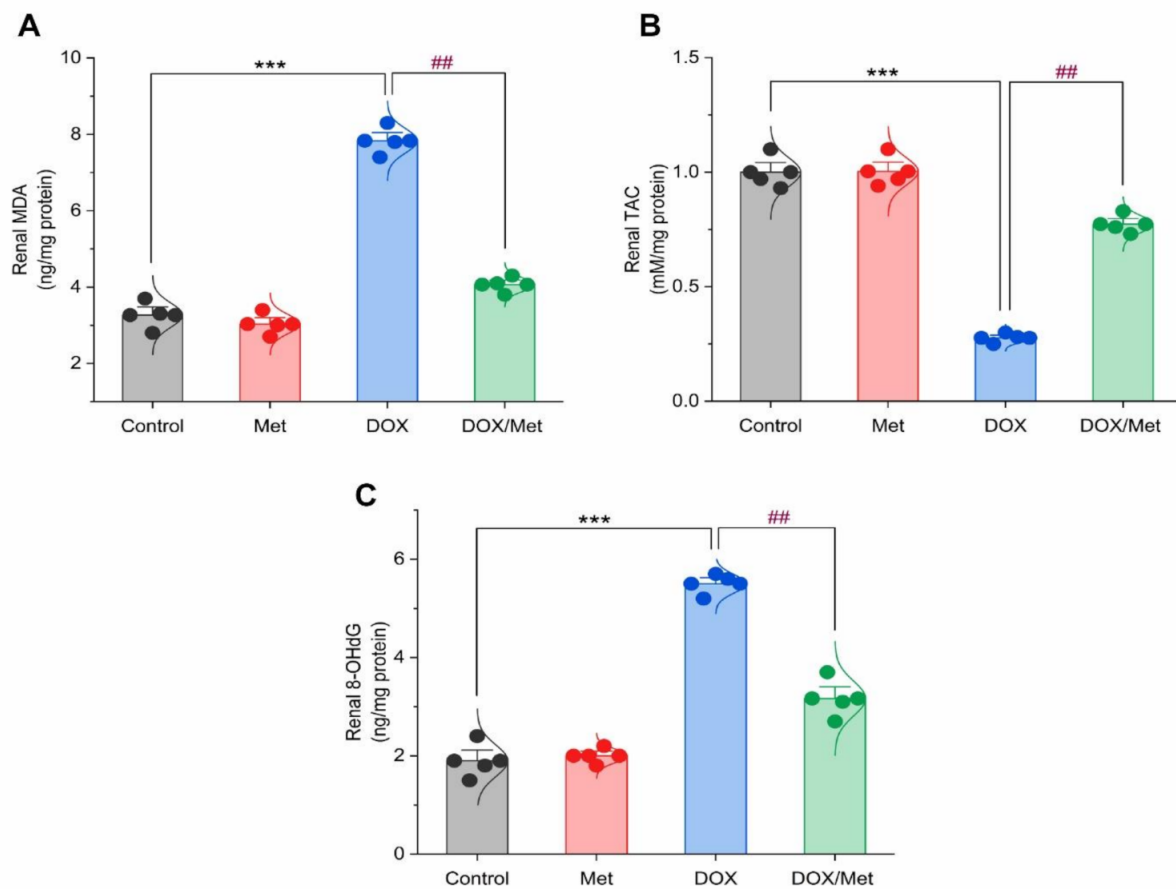 A
Renal MDA
(ng/mg protein)
10
8
6
4
2
***
##
Control Met DOX DOX/Met
B
Renal TAC
(mM/mg protein)
1.5
1.0
0.5
0.0
***
##
Control Met DOX DOX/Met
C
Renal 8-OHdG
(ng/mg protein)
6
4
2
0
***
##
Control Met DOX DOX/Met